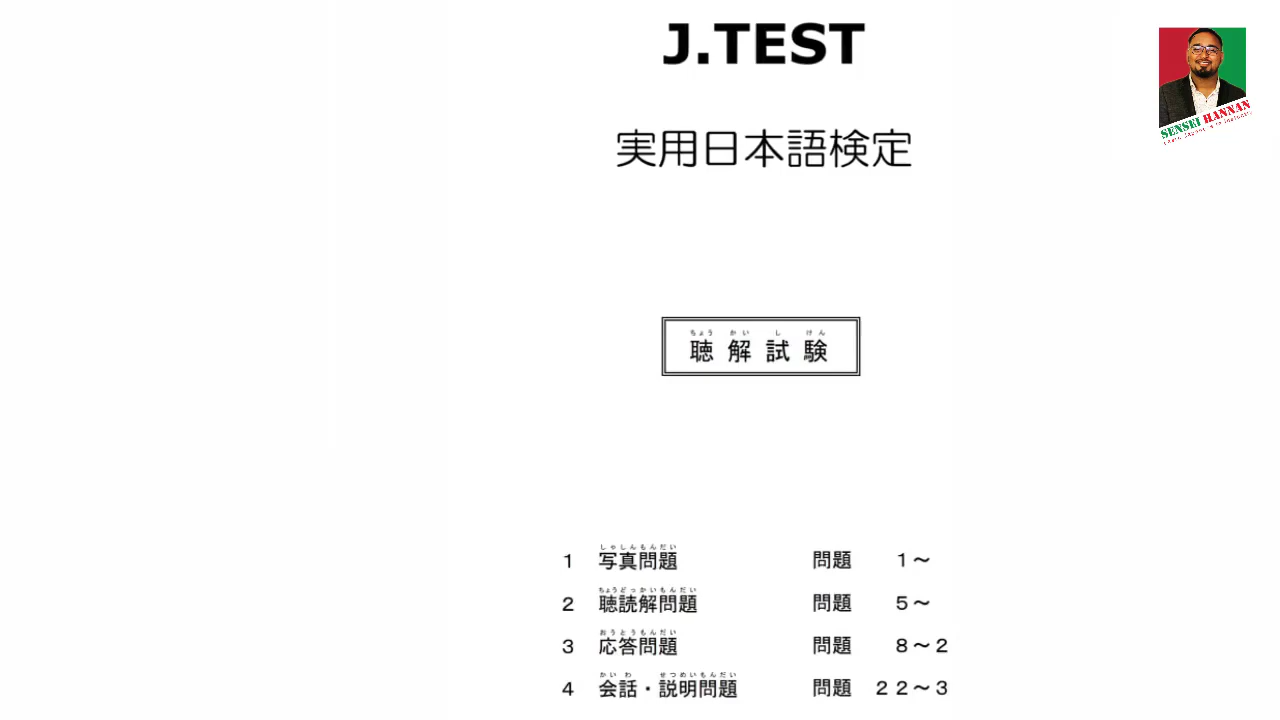 J.TEST
SENSEI HANNAN
実用日本語検定
ちょう かい し けん
聴解試験
しゃしんもんだい
1 写真問題 問題 1～
ちょうどっかいもんだい
2 聴読解問題 問題 5～
おうとうもんだい
3 応答問題 問題 8～2
かいわ せつめいもんだい
4 会話・説明問題 問題 22～3